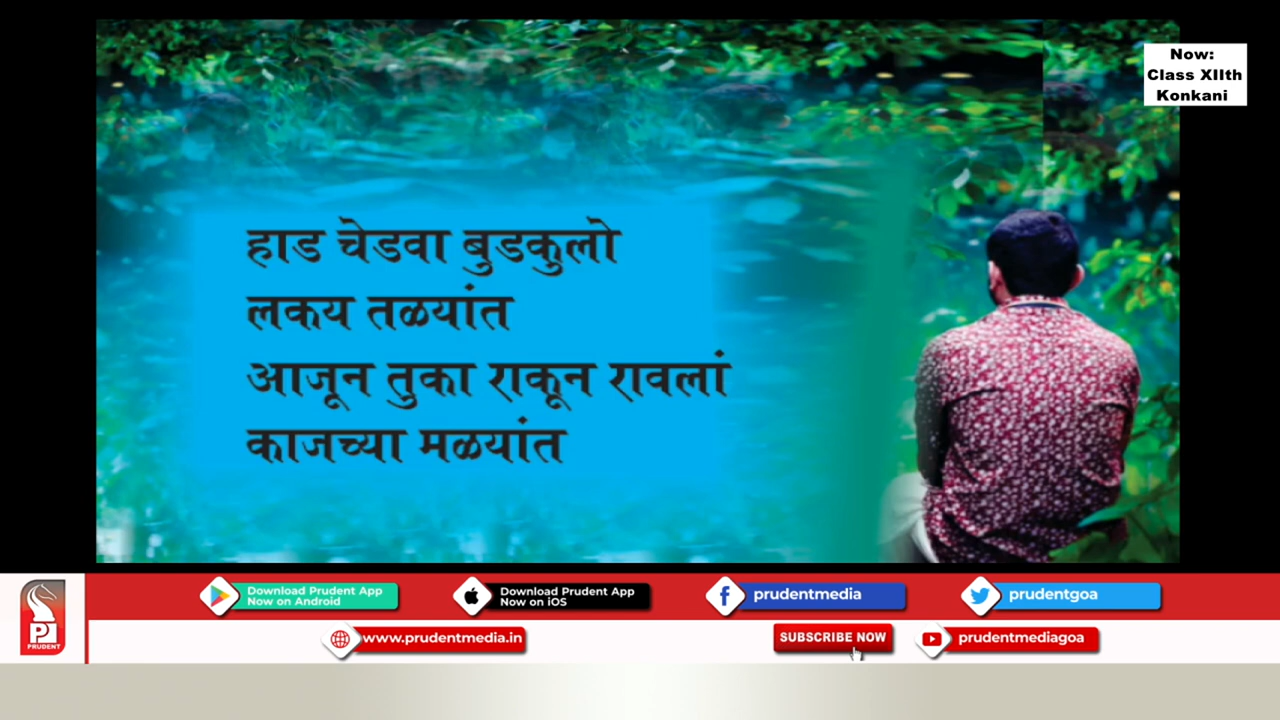 Now:
Class XIIth
Konkani
हाड चेडवा बुडकुलो
लकय तळयांत
आजून तुका राकून रावलां
काजच्या मळयांत
Download Prudent App
Now on Android
Download Prudent App
Now on iOS
prudentmedia
prudentgoa
PRUDENT
www.prudentmedia.in
SUBSCRIBE NOW
prudentmediagoa